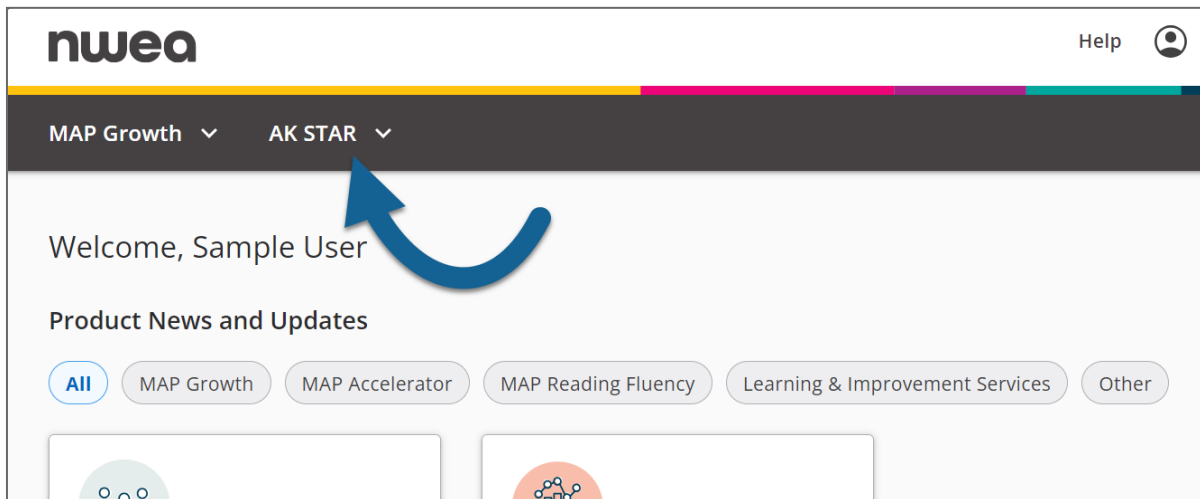 nwea
Help
MAP Growth AK STAR
Welcome, Sample User
Product News and Updates
All MAP Growth MAP Accelerator MAP Reading Fluency Learning & Improvement Services Other